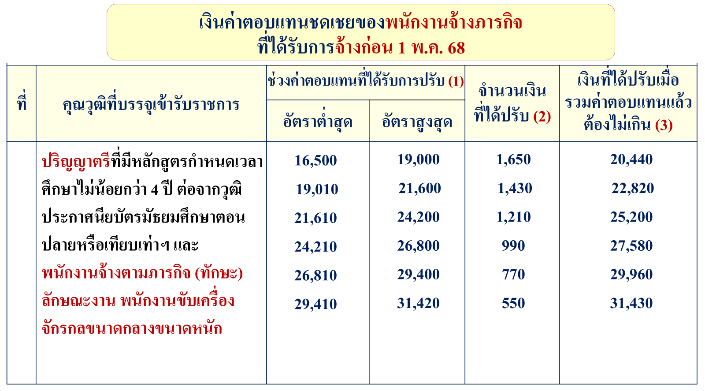 เงินค่าตอบแทนชดเชยของพนักงานจ้างภารกิจ
ที่ได้รับการจ้างก่อน 1 พ.ค. 68
ที่
คุณวุฒิที่บรรจุเข้ารับราชการ
ช่วงค่าตอบแทนที่ได้รับการปรับ (1)
อัตราต่ำสุด
อัตราสูงสุด
จำนวนเงิน
ที่ได้ปรับ (2)
เงินที่ได้ปรับเมื่อ
รวมค่าตอบแทนแล้ว
ต้องไม่เกิน (3)
ปริญญาตรีที่มีหลักสูตรกำหนดเวลา 16,500 19,000 1,650 20,440
ศึกษาไม่น้อยกว่า 4 ปี ต่อจากวุฒิ 19,010 21,600 1,430 22,820
ประกาศนียบัตรมัธยมศึกษาตอน 21,610 24,200 1,210 25,200
ปลายหรือเทียบเท่าฯ และ 24,210 26,800 990 27,580
พนักงานจ้างตามภารกิจ (ทักษะ) 26,810 29,400 770 29,960
ลักษณะงาน พนักงานขับเครื่อง 29,410 31,420 550 31,430
จักรกลขนาดกลางขนาดหนัก